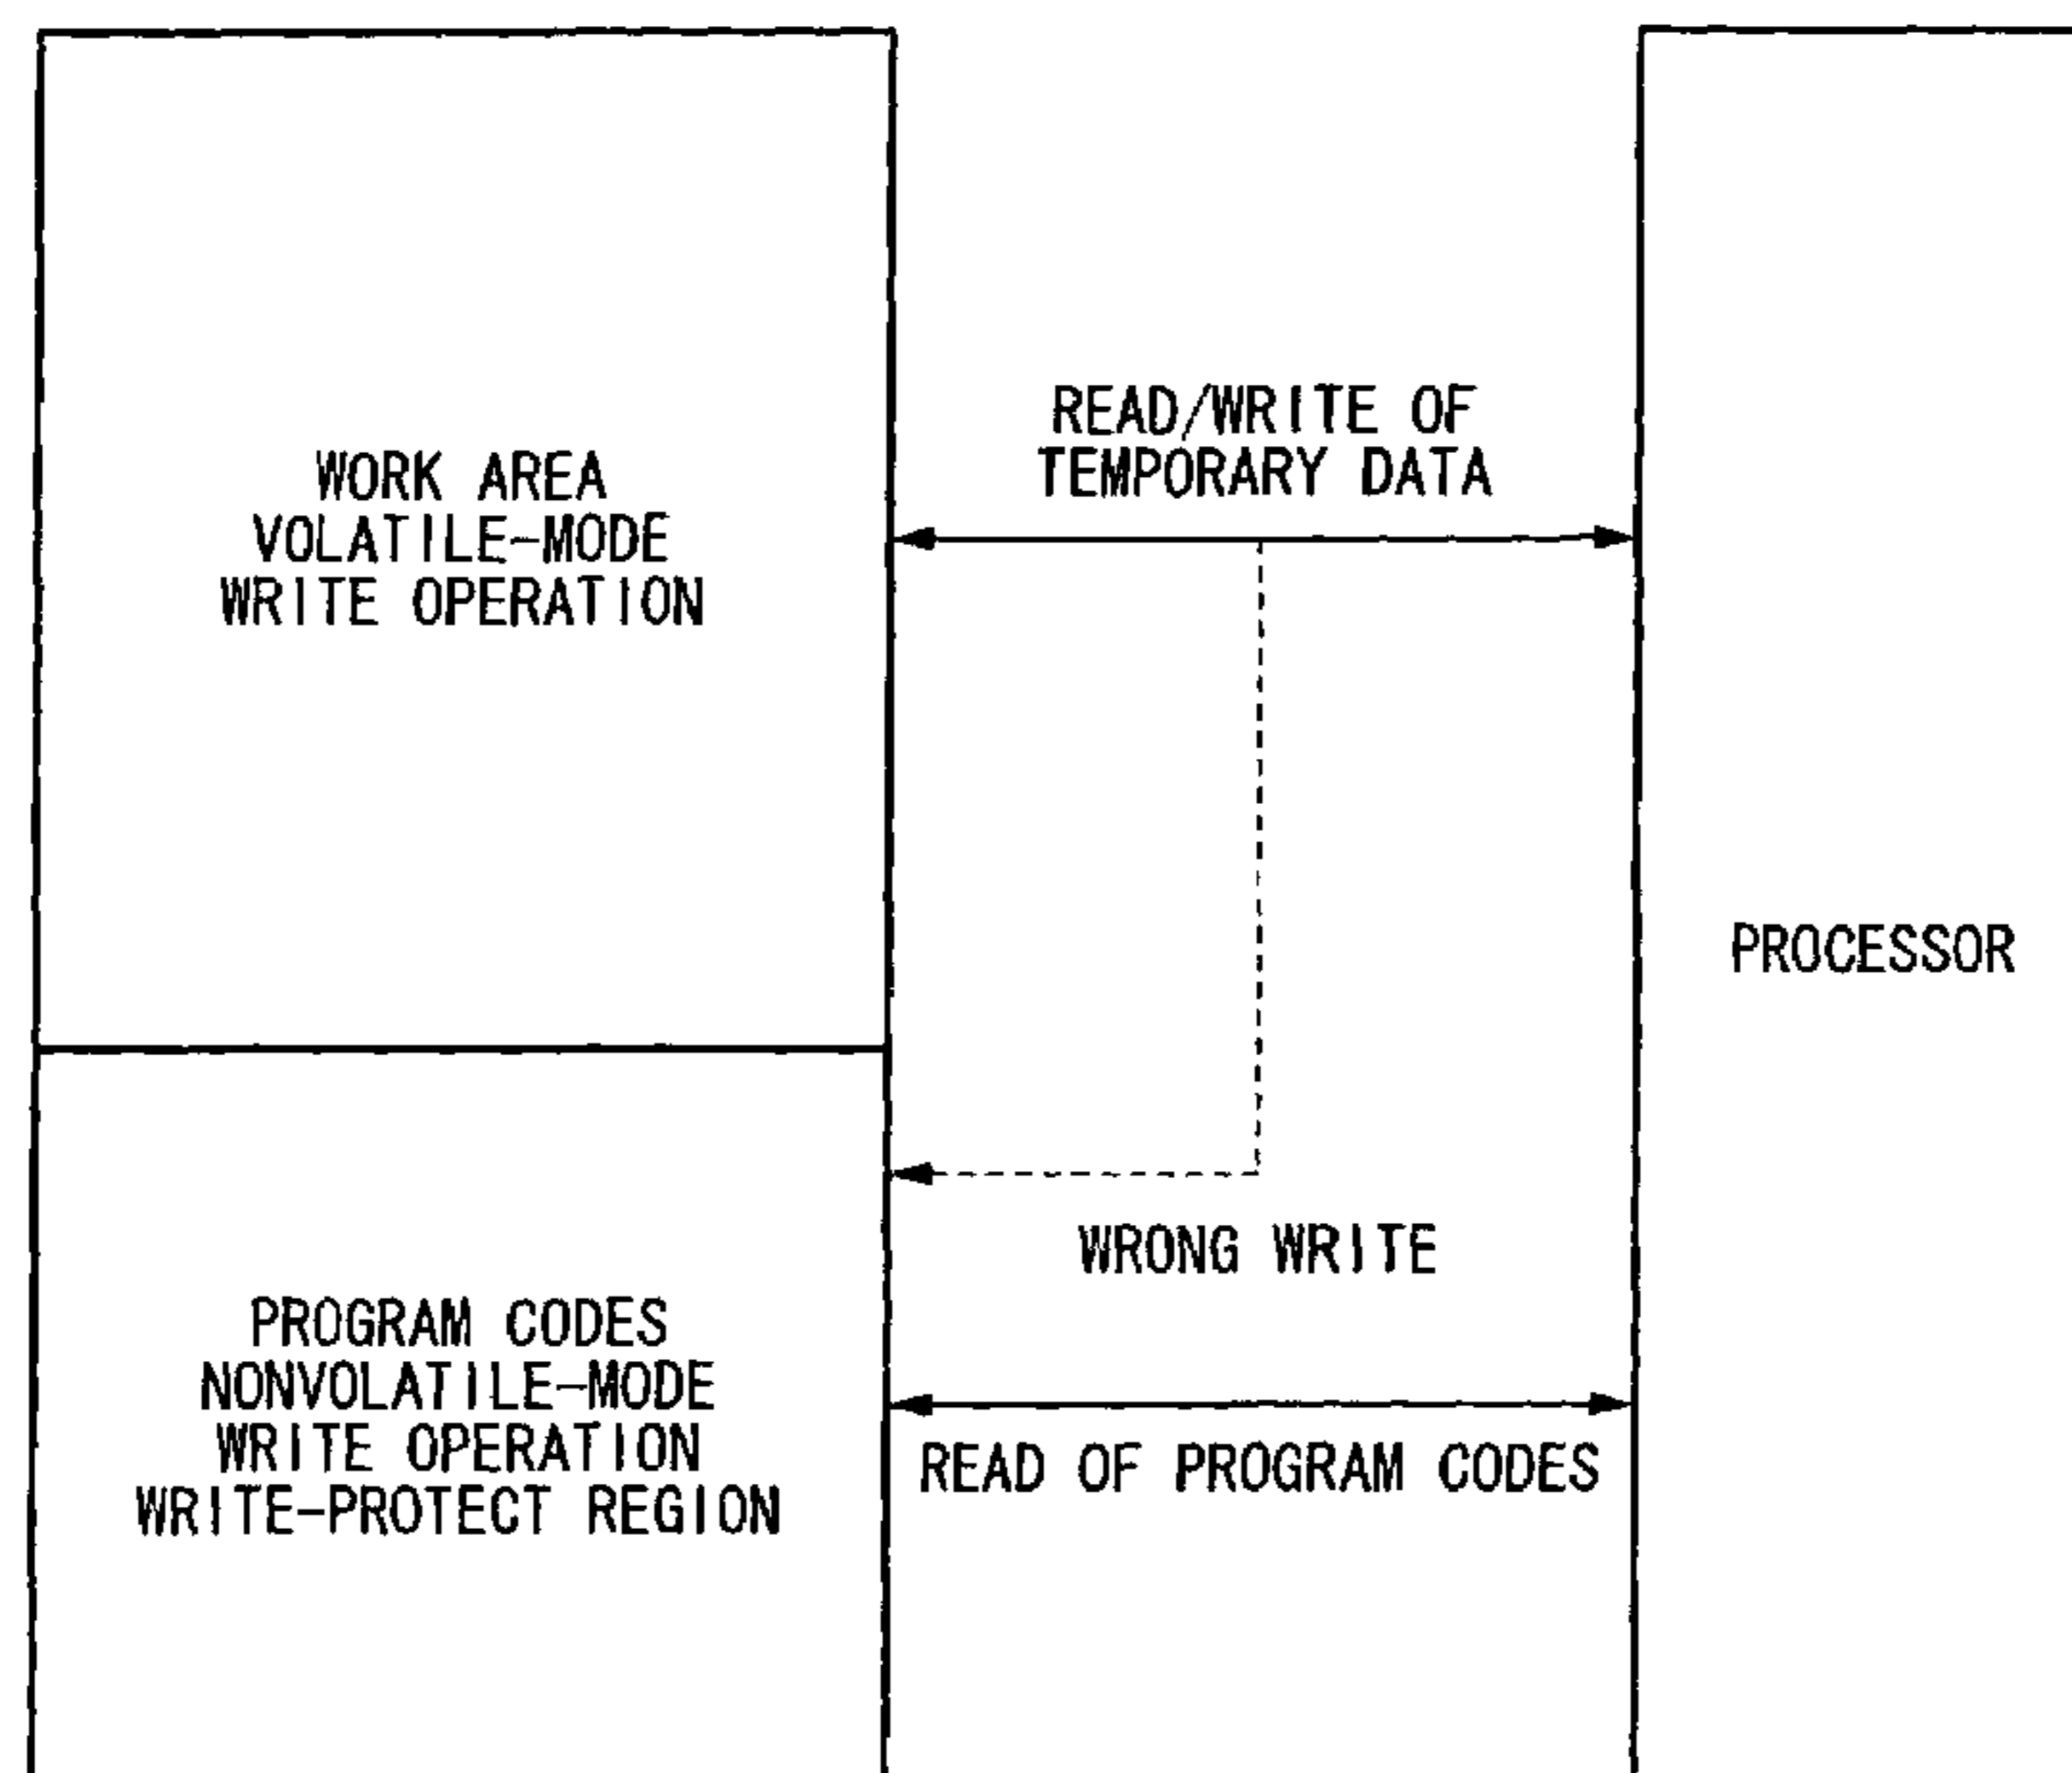 WORK AREA
VOLATILE-MODE
WRITE OPERATION
READ/WRITE OF
TEMPORARY DATA
PROCESSOR
WRONG WRITE
PROGRAM CODES
NONVOLATILE-MODE
WRITE OPERATION
WRITE-PROTECT REGION
READ OF PROGRAM CODES